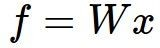 f = Wx